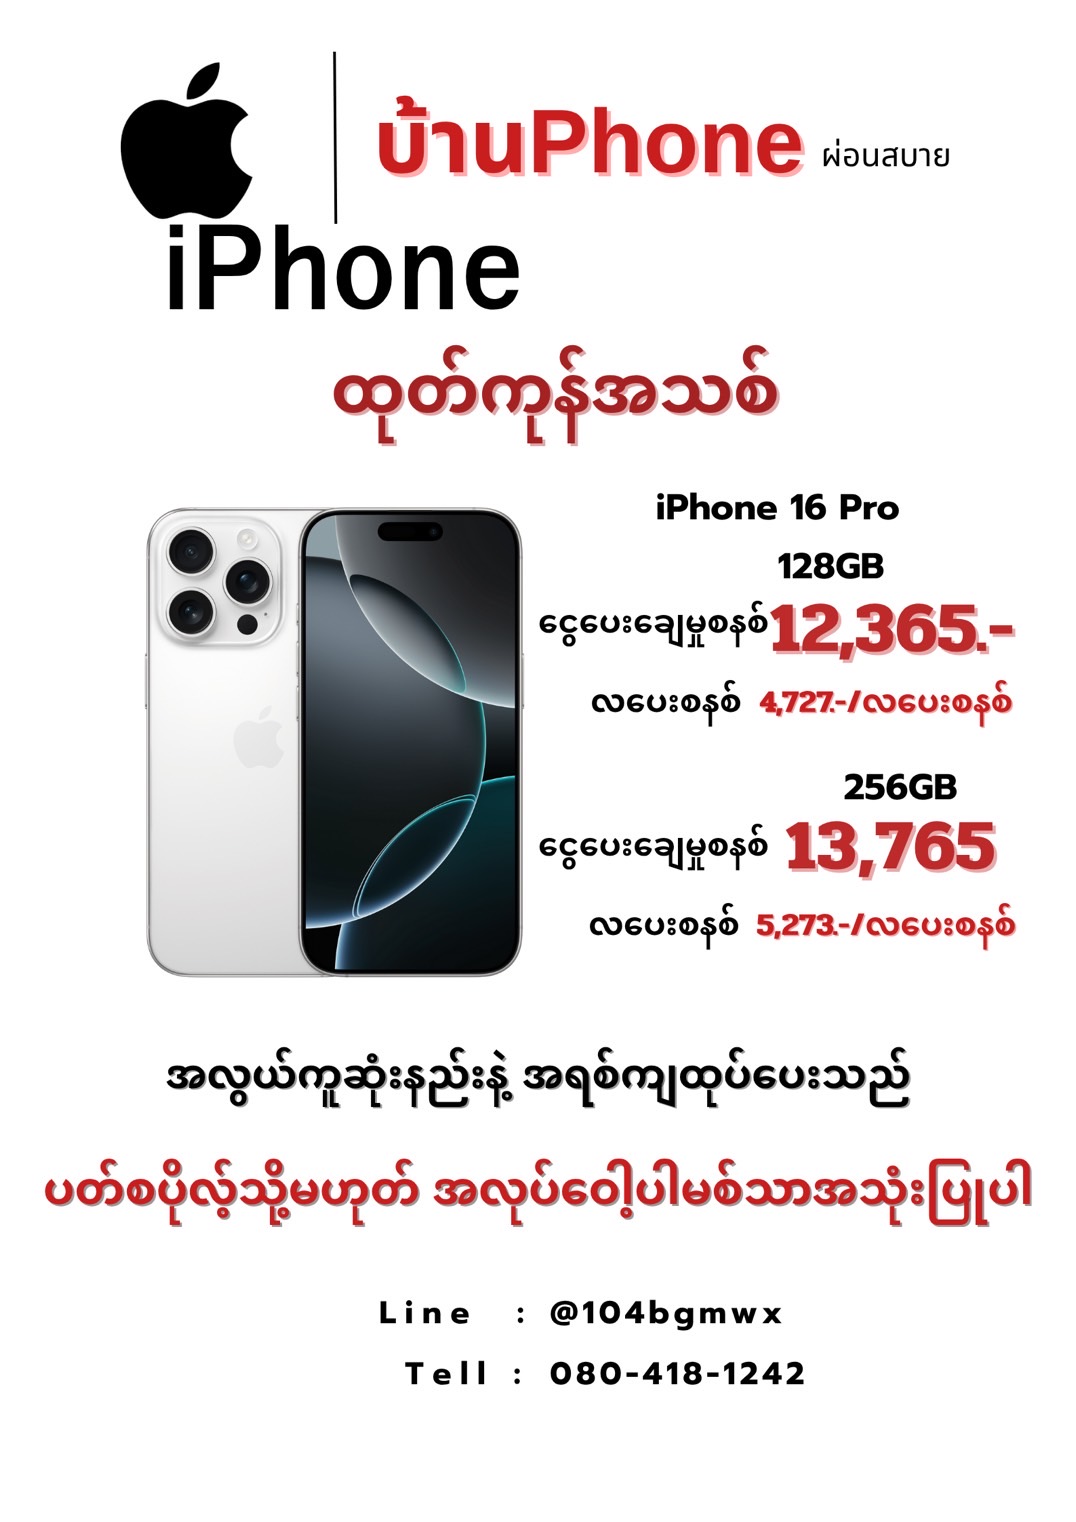 บ้านPhone ผ่อนสบาย
iPhone
ထုတ်ကုန်အသစ်
iPhone 16 Pro
128GB
ငွေပေးချေမှုစနစ် 12,365.-
လပေးစနစ် 4,727.-/လပေးစနစ်
256GB
ငွေပေးချေမှုစနစ် 13,765
လပေးစနစ် 5,273.-/လပေးစနစ်
အလွယ်ကူဆုံးနည်းနဲ့ အရစ်ကျထုပ်ပေးသည်
ပတ်စပိုလ့်သို့မဟုတ် အလုပ်ဝေါ့ပါမစ်သာအသုံးပြုပါ
Line : @104bgmwx
Tell : 080-418-1242